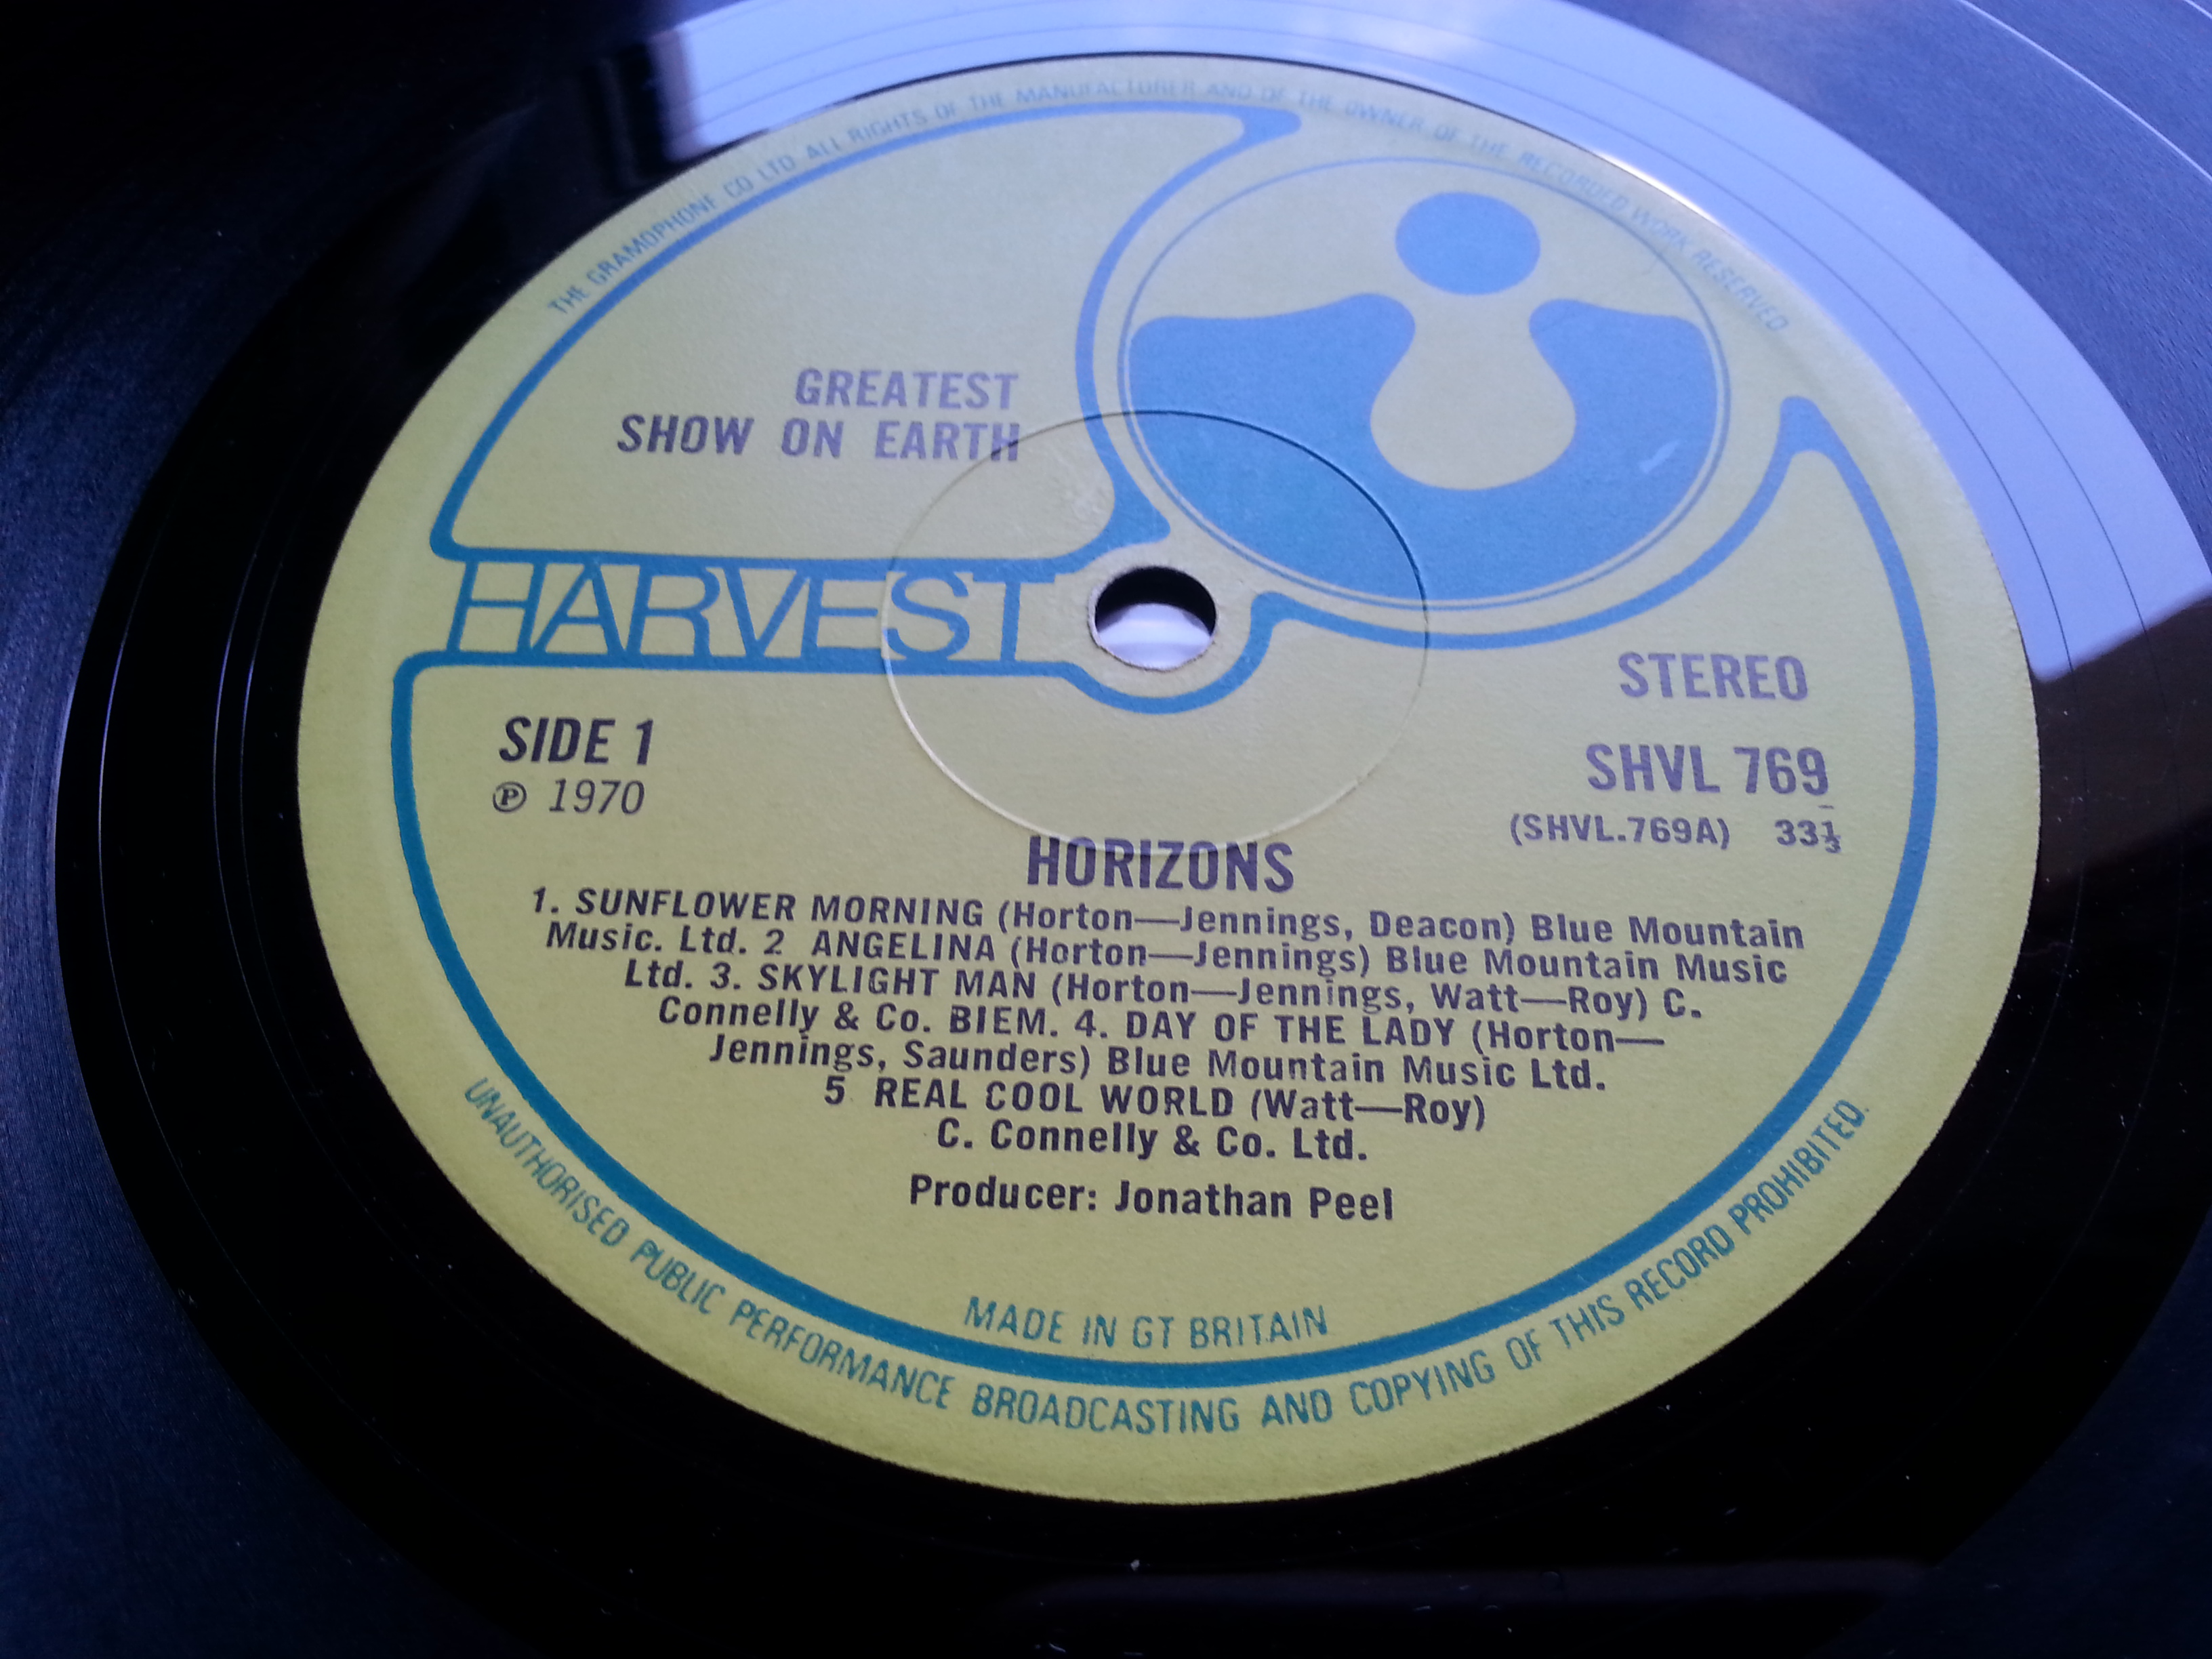 THE GRAMOPHONE CO LTD ALL RIGHTS OF THE MANUFACTURER AND OF THE OWNER OF THE RECORDED WORK RESERVED
GREATEST
SHOW ON EARTH
HARVEST
STEREO
SIDE 1
SHVL 769
℗ 1970
(SHVL.769A) 33⅓
HORIZONS
1. SUNFLOWER MORNING (Horton—Jennings, Deacon) Blue Mountain
Music. Ltd. 2 ANGELINA (Horton—Jennings) Blue Mountain Music
Ltd. 3. SKYLIGHT MAN (Horton—Jennings, Watt—Roy) C.
Connelly & Co. BIEM. 4. DAY OF THE LADY (Horton—
Jennings, Saunders) Blue Mountain Music Ltd.
5 REAL COOL WORLD (Watt—Roy)
C. Connelly & Co. Ltd.
Producer: Jonathan Peel
MADE IN GT BRITAIN
UNAUTHORISED PUBLIC PERFORMANCE BROADCASTING AND COPYING OF THIS RECORD PROHIBITED.